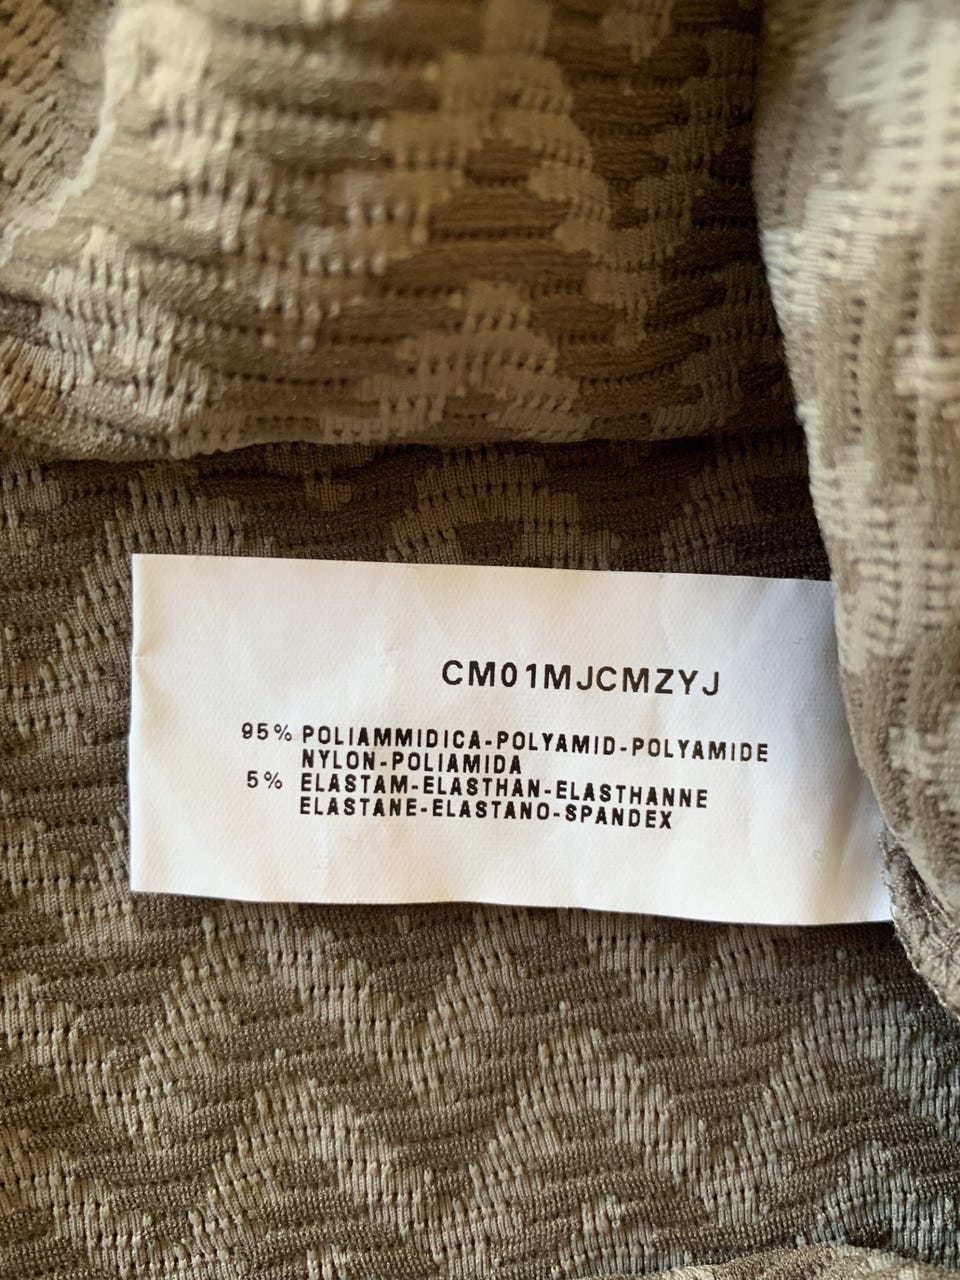 CM01MJCMZYJ
95% POLIAMMIDICA-POLYAMID-POLYAMIDE
NYLON-POLIAMIDA
5% ELASTAM-ELASTHAN-ELASTHANNE
ELASTANE-ELASTANO-SPANDEX